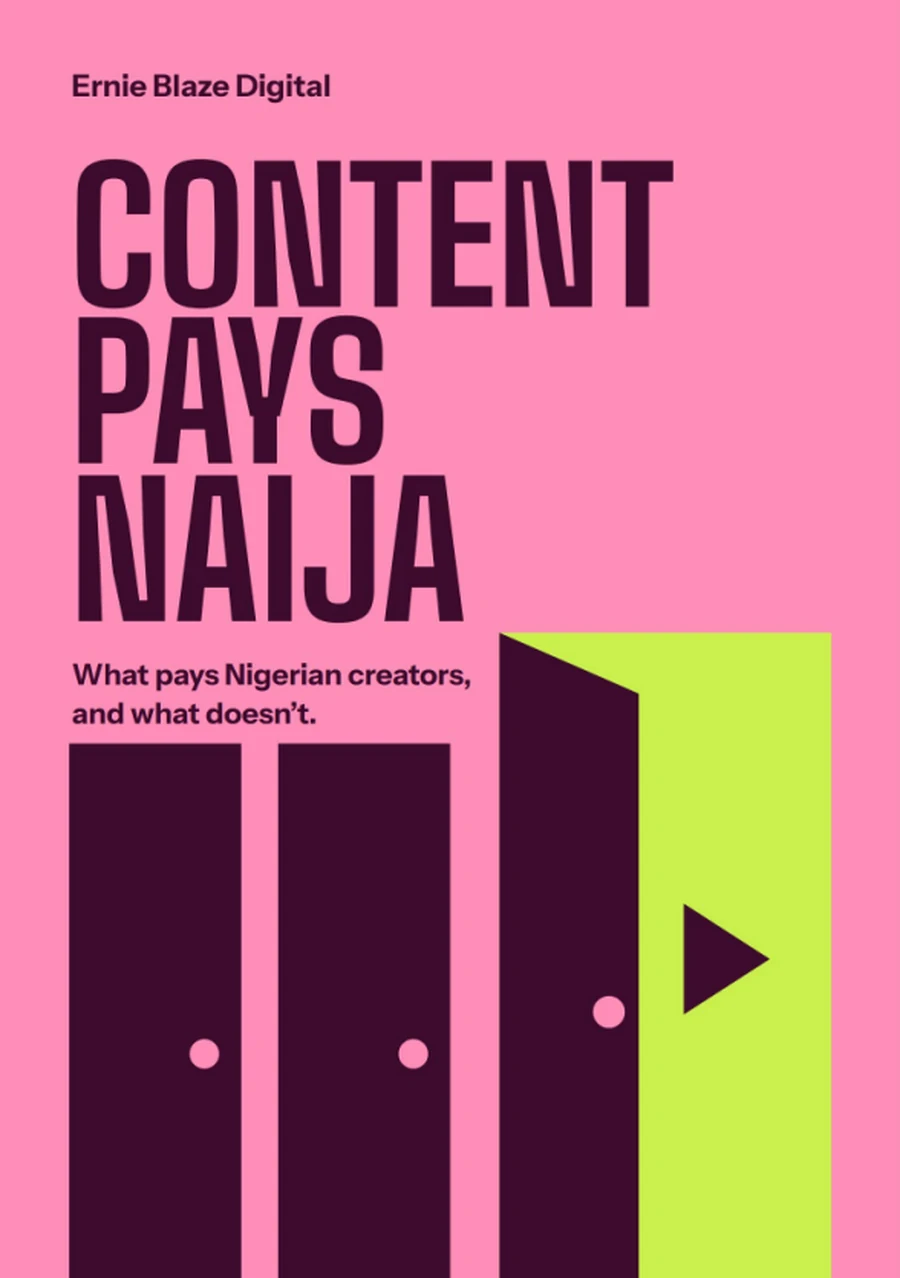 Ernie Blaze Digital
CONTENT
PAYS
NAIJA
What pays Nigerian creators,
and what doesn’t.